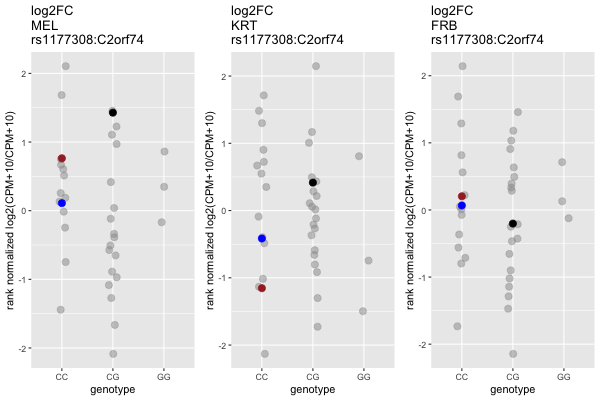 log2FC
MEL
rs1177308:C2orf74
rank normalized log2(CPM+10/CPM+10)
2
1
0
-1
-2
CC
CG
GG
genotype
log2FC
KRT
rs1177308:C2orf74
rank normalized log2(CPM+10/CPM+10)
2
1
0
-1
-2
CC
CG
GG
genotype
log2FC
FRB
rs1177308:C2orf74
rank normalized log2(CPM+10/CPM+10)
2
1
0
-1
-2
CC
CG
GG
genotype